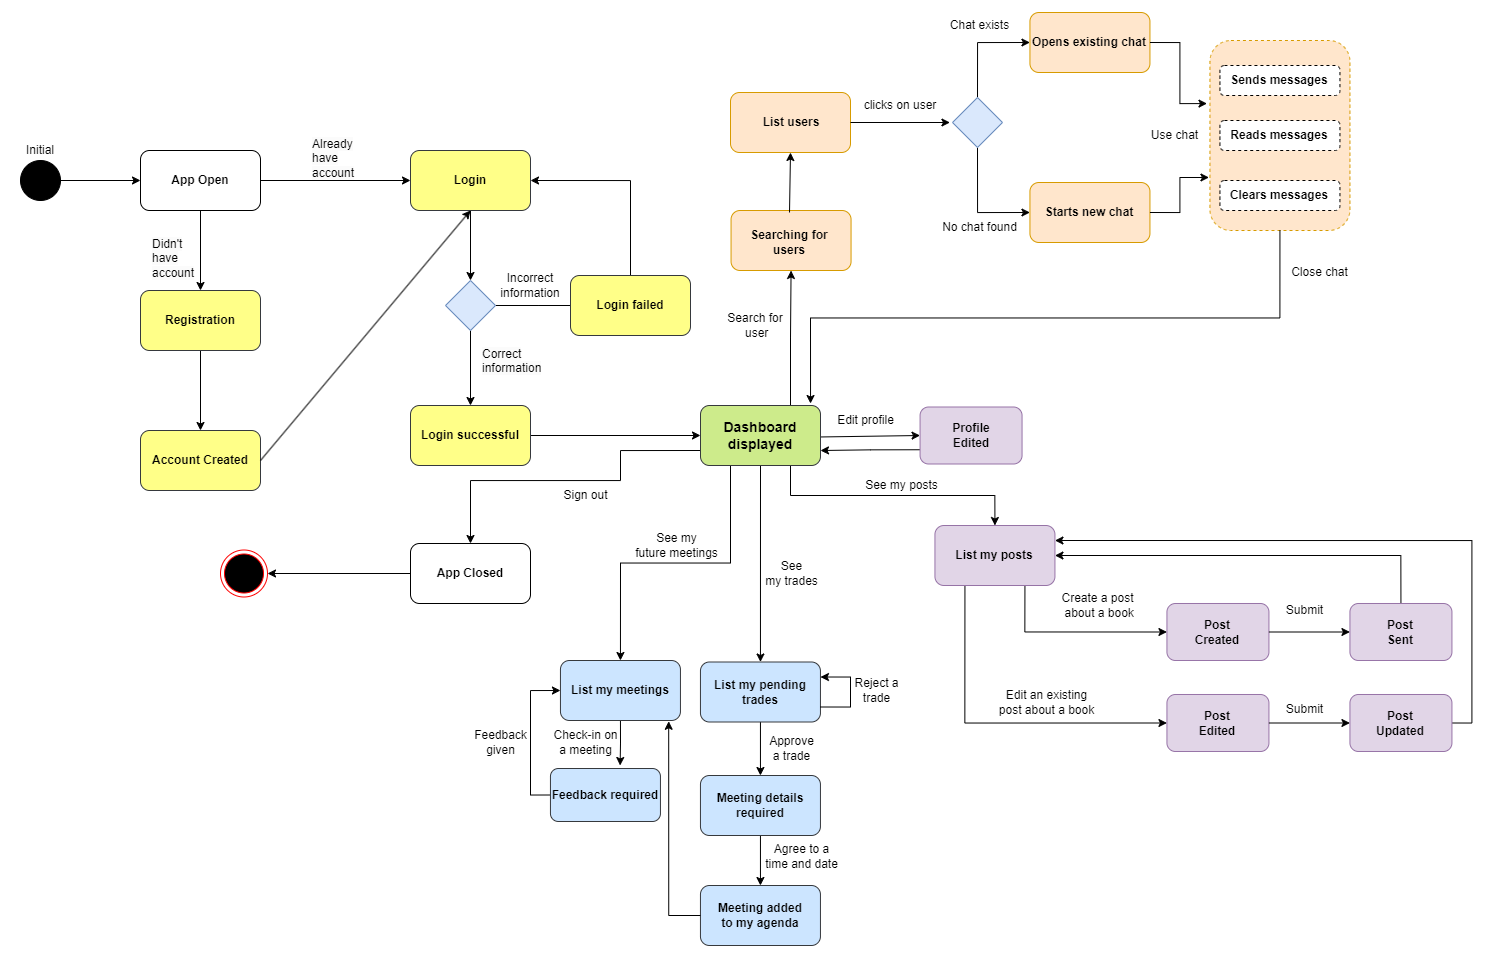 Chat exists
Opens existing chat
Sends messages
List users
clicks on user
Use chat
Reads messages
Initial
Already
have
account
App Open
Login
Clears messages
Starts new chat
No chat found
Searching for
users
Didn't
have
account
Close chat
Incorrect
information
Login failed
Registration
Search for
user
Correct
information
Edit profile
Dashboard
displayed
Profile
Edited
Login successful
Account Created
See my posts
Sign out
See my
future meetings
List my posts
See
my trades
App Closed
Create a post
about a book
Submit
Post
Created
Post
Sent
List my meetings
List my pending
trades
Reject a
trade
Edit an existing
post about a book
Submit
Post
Edited
Post
Updated
Feedback
given
Check-in on
a meeting
Approve
a trade
Feedback required
Meeting details
required
Agree to a
time and date
Meeting added
to my agenda